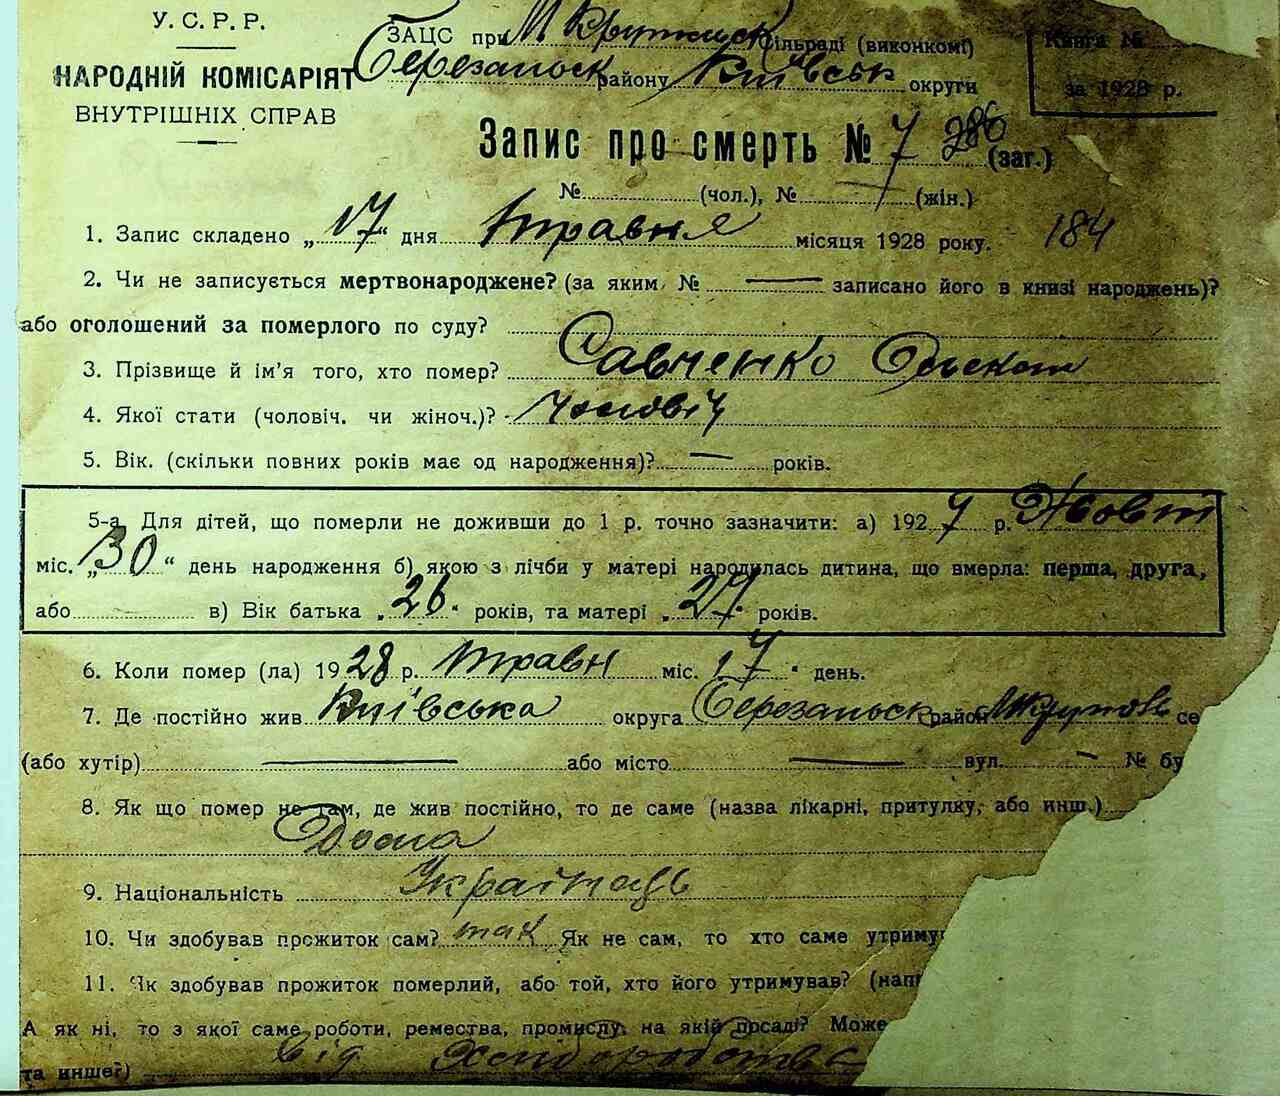 У. С. Р. Р.
НАРОДНІЙ КОМІСАРІЯТ
ВНУТРІШНІХ СПРАВ
ЗАЦС при М Крупильск сільраді (виконкомі)
Березанськ району Київськ округи
Книга №
за 1928 р.
Запис про смерть № 7 286 (заг.)
№ (чол.), № (жін.)
1. Запис складено „17“ дня травня місяця 1928 року. 184
2. Чи не записується мертвонароджене? (за яким № — записано його в книзі народжень)?
або оголошений за померлого по суду?
3. Прізвище й ім'я того, хто помер? Савченко
4. Якої стати (чоловіч. чи жіноч.)? чоловіч
5. Вік. (скільки повних років має од народження)? — років.
5-а. Для дітей, що померли не доживши до 1 р. точно зазначити: а) 1927 р. Жовт
міс. „30“ день народження б) якою з лічби у матері народилась дитина, що вмерла: перша, друга,
або в) Вік батька „26“ років, та матері „27“ років.
6. Коли помер (ла) 1928 р. травн міс. 17 “ день.
7. Де постійно жив Київська округа Березанськ район се
(або хутір) — або місто — вул. — № бу
8. Як що помер не там, де жив постійно, то де саме (назва лікарні, притулку, або инш.)
Дома
9. Національність Українець
10. Чи здобував прожиток сам? так Як не сам, то хто саме утриму
11. Як здобував прожиток померлий, або той, хто його утримував? (нап
А як ні, то з якої саме роботи, ремества, промислу, на якій посаді? Може
та инше?) від хліборобства